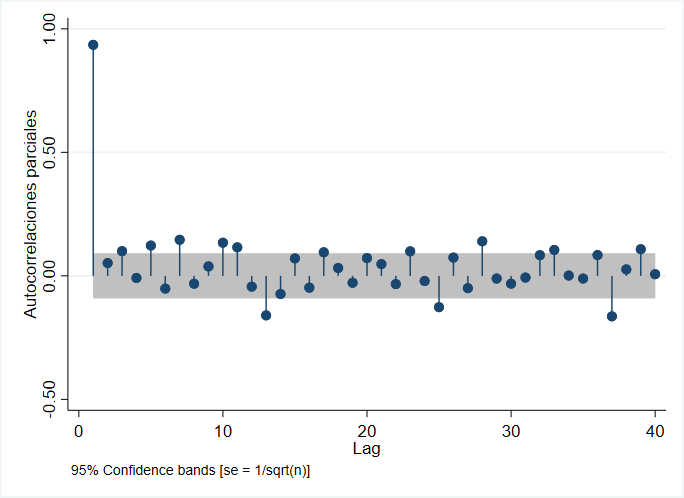 1.00
0.50
0.00
-0.50
Autocorrelaciones parciales
0 10 20 30 40
Lag
95% Confidence bands [se = 1/sqrt(n)]